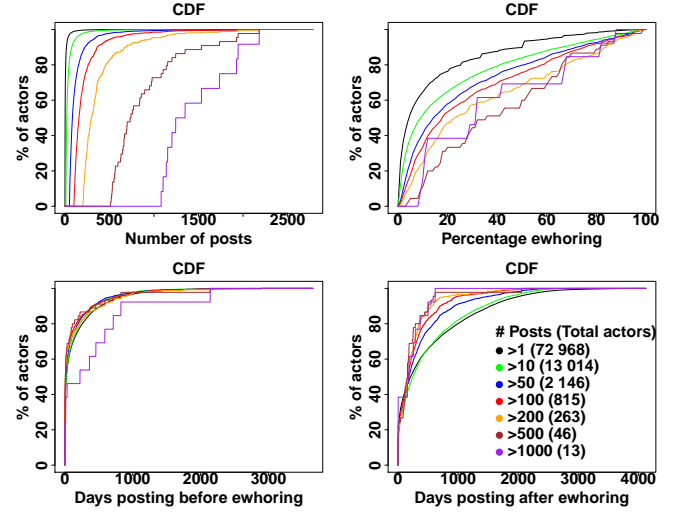 CDF
% of actors
0 20 40 60 80
0 500 1500 2500
Number of posts
CDF
% of actors
0 20 40 60 80
0 20 40 60 80 100
Percentage ewhoring
CDF
% of actors
0 20 40 60 80
0 1000 2000 3000
Days posting before ewhoring
CDF
% of actors
0 20 40 60 80
0 1000 2000 3000 4000
Days posting after ewhoring
# Posts (Total actors)
>1 (72 968)
>10 (13 014)
>50 (2 146)
>100 (815)
>200 (263)
>500 (46)
>1000 (13)